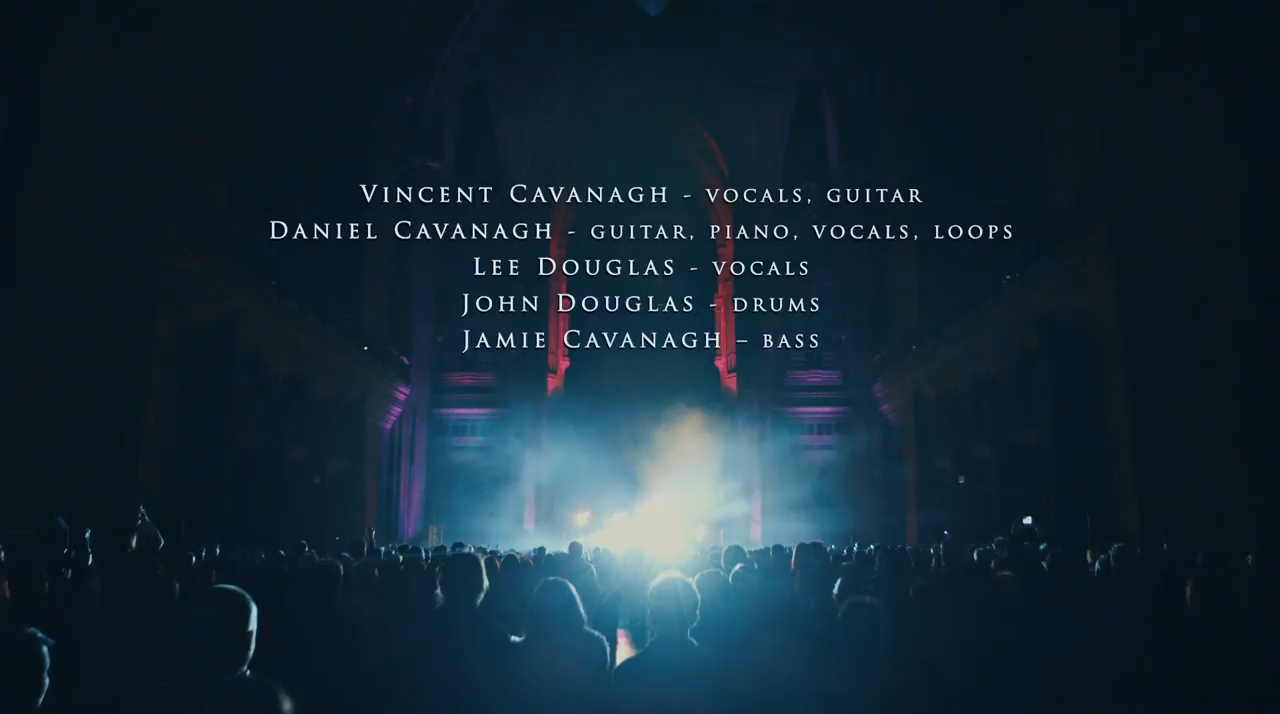 Vincent Cavanagh - vocals, guitar
Daniel Cavanagh - guitar, piano, vocals, loops
Lee Douglas - vocals
John Douglas - drums
Jamie Cavanagh – bass